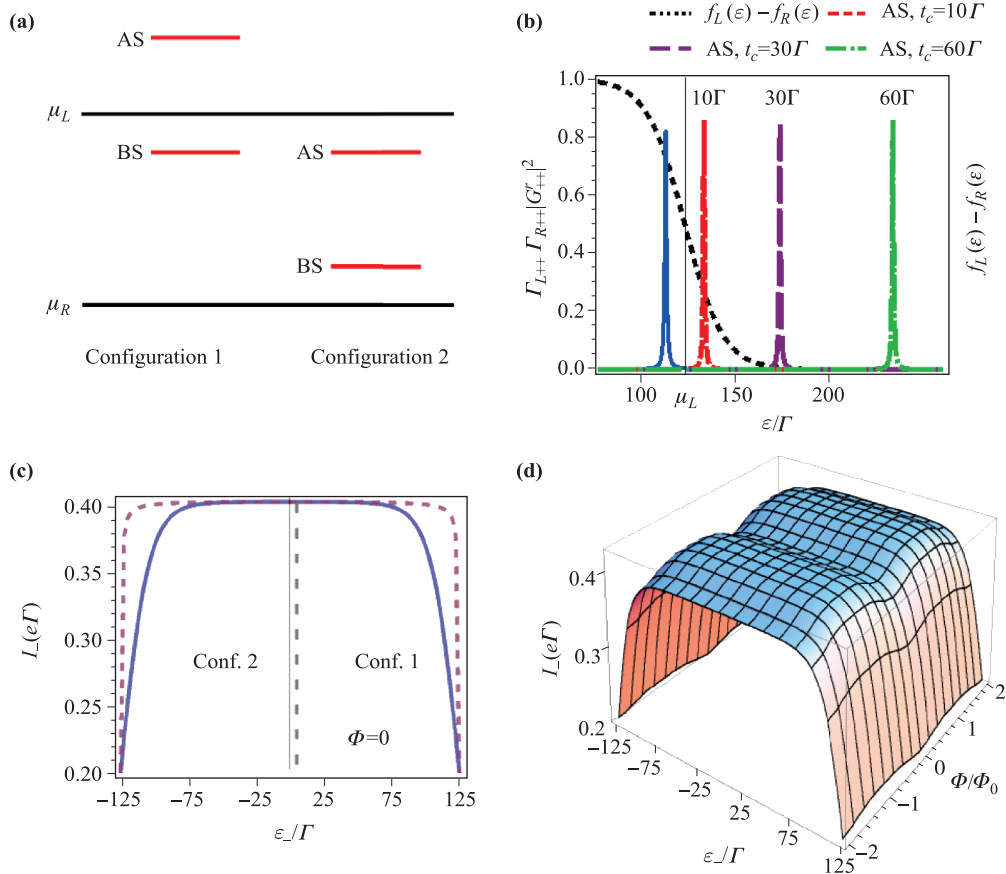 (a)
AS
μ_L
BS
AS
BS
μ_R
Configuration 1
Configuration 2
(b)
f_L(ε) – f_R(ε)
AS, t_c=10Γ
AS, t_c=30Γ
AS, t_c=60Γ
1.0
0.8
0.6
0.4
0.2
0.0
10Γ
30Γ
60Γ
Γ_{L++} Γ_{R++}|G^r_{++}|^2
f_L(ε) – f_R(ε)
100
μ_L
150
200
ε/Γ
(c)
0.40
0.35
0.40
0.30
0.25
0.20
I_–(eΓ)
Conf. 2
Conf. 1
Φ=0
–125
–75
–25
25
75
125
ε_–/Γ
(d)
0.4
0.3
0.2
I_–(eΓ)
–125
–75
–25
25
75
125
ε_–/Γ
–2
–1
0
1
2
Φ/Φ_0